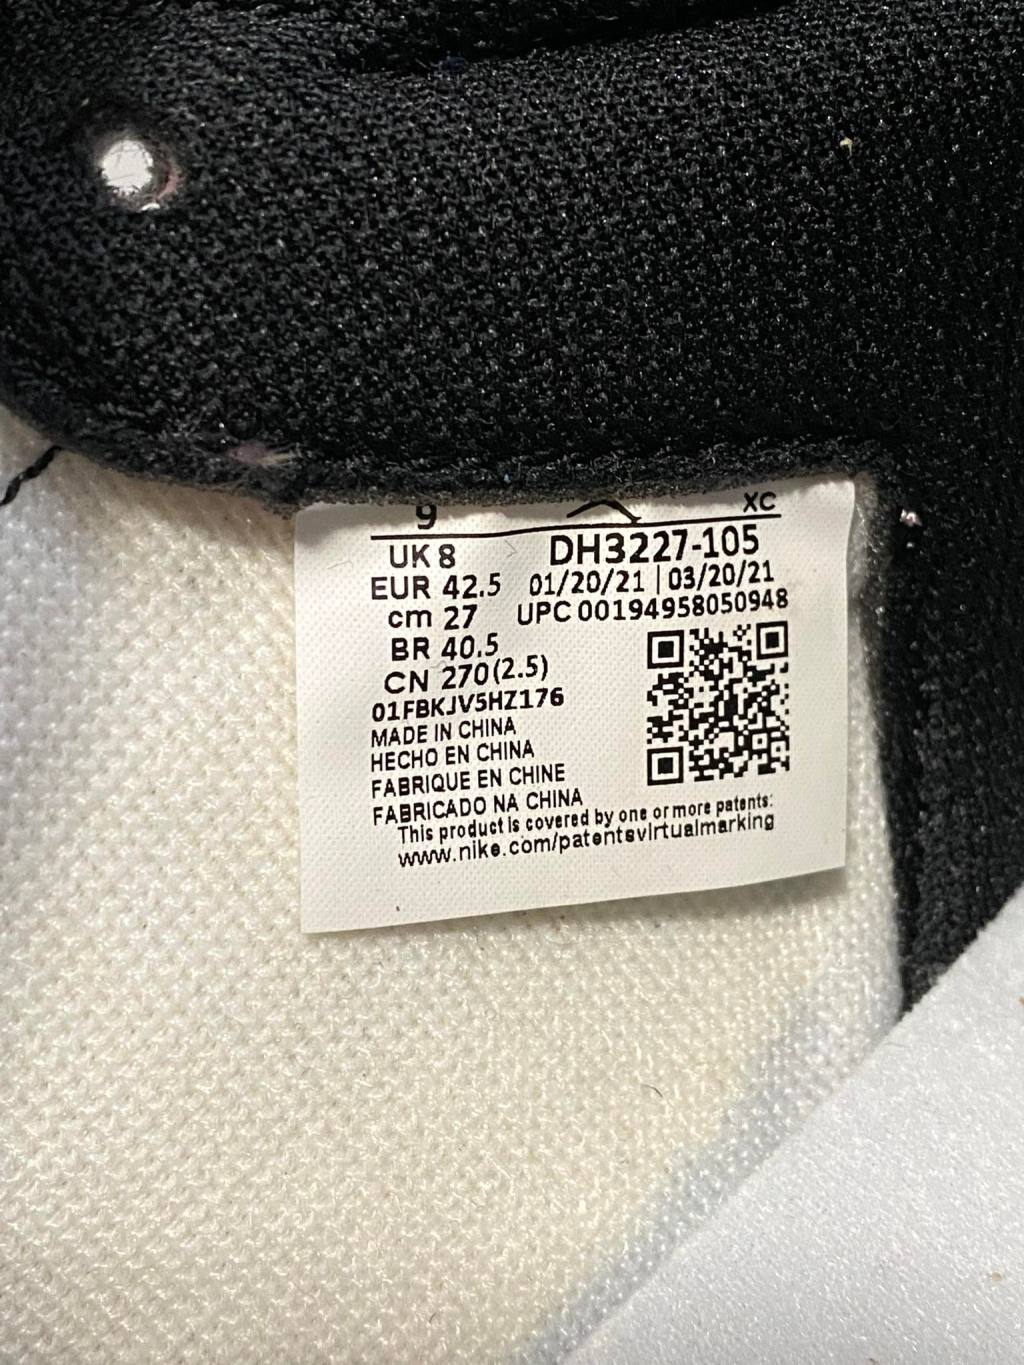 9 XC
UK 8 DH3227-105
EUR 42.5 01/20/21 | 03/20/21
cm 27 UPC 00194958050948
BR 40.5
CN 270(2.5)
01FBKJV5HZ176
MADE IN CHINA
HECHO EN CHINA
FABRIQUE EN CHINE
FABRICADO NA CHINA
This product is covered by one or more patents:
www.nike.com/patentsvirtualmarking